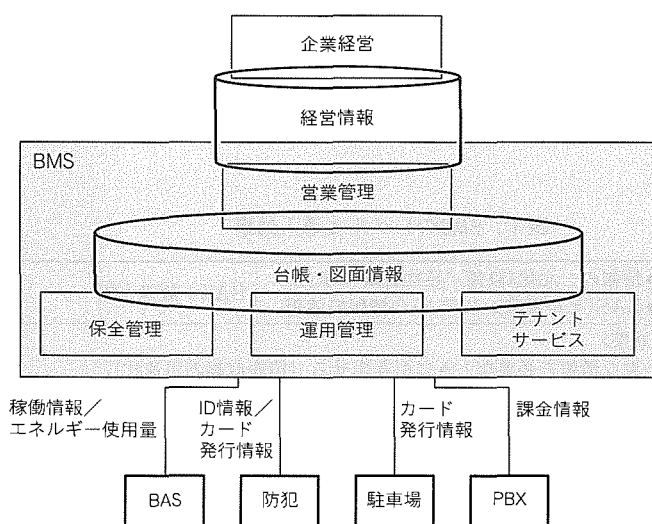 企業経営
経営情報
BMS
営業管理
台帳・図面情報
保全管理
運用管理
テナント
サービス
稼働情報／
エネルギー使用量
ID情報／
カード
発行情報
カード
発行情報
課金情報
BAS
防犯
駐車場
PBX